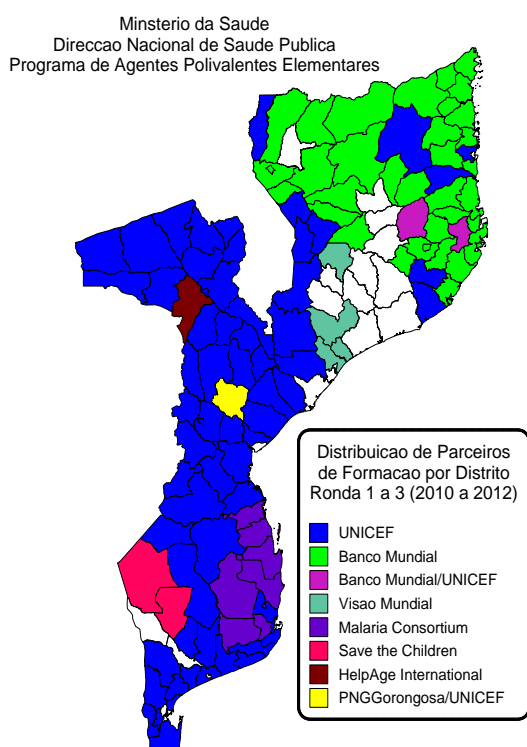 Minsterio da Saude
Direccao Nacional de Saude Publica
Programa de Agentes Polivalentes Elementares
Distribuicao de Parceiros
de Formacao por Distrito
Ronda 1 a 3 (2010 a 2012)
UNICEF
Banco Mundial
Banco Mundial/UNICEF
Visao Mundial
Malaria Consortium
Save the Children
HelpAge International
PNGGorongosa/UNICEF